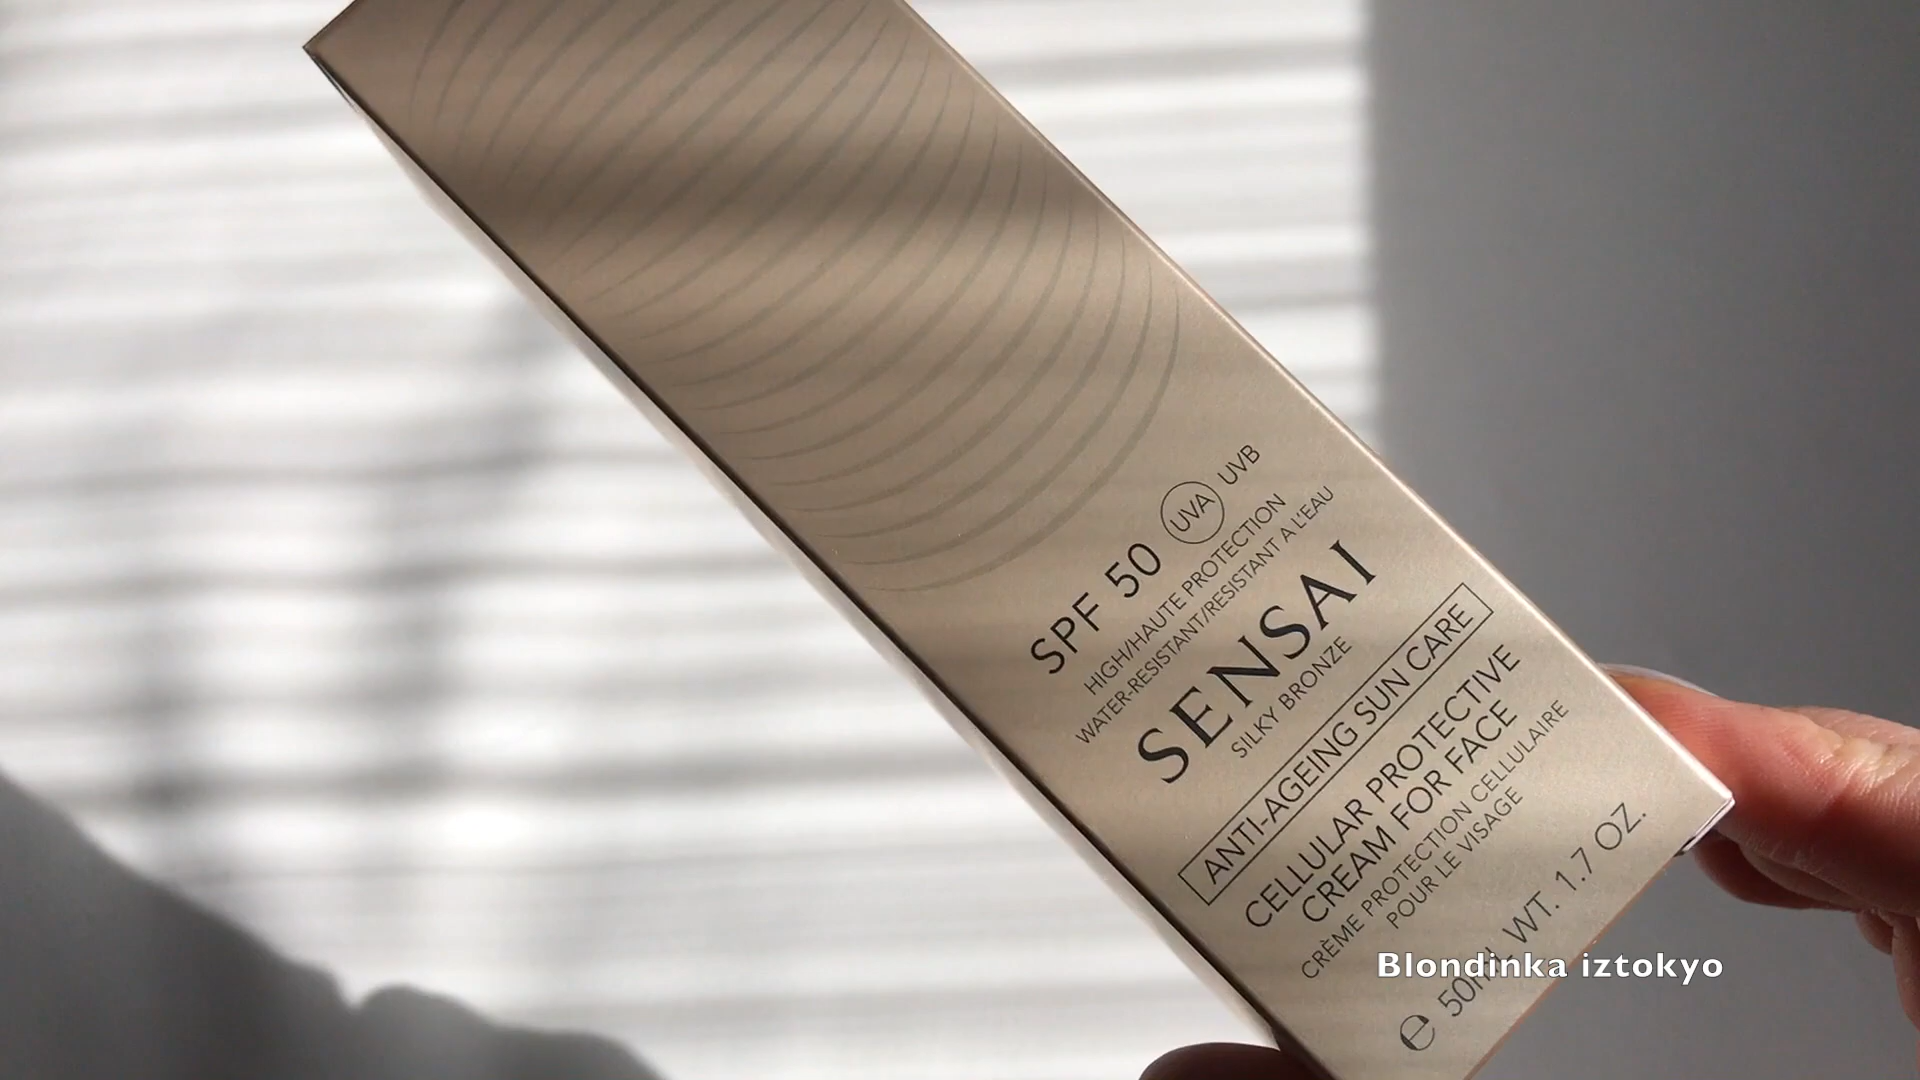 SPF 50 UVA UVB
HIGH/HAUTE PROTECTION
WATER-RESISTANT/RESISTANT A L'EAU
SENSAI
SILKY BRONZE
ANTI-AGEING SUN CARE
CELLULAR PROTECTIVE
CREAM FOR FACE
CRÈME PROTECTION CELLULAIRE
POUR LE VISAGE
e 50mL WT. 1.7 OZ.
Blondinka iztokyo